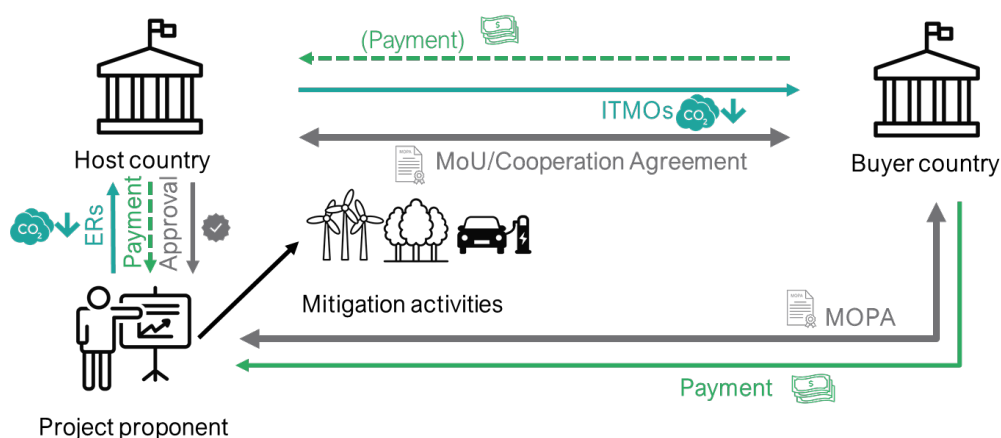 (Payment)
$
ITMOs
CO2
Host country
MoU/Cooperation Agreement
Buyer country
CO2
ERs
Payment
Approval
Mitigation activities
MOPA
MOPA
Payment
$
Project proponent